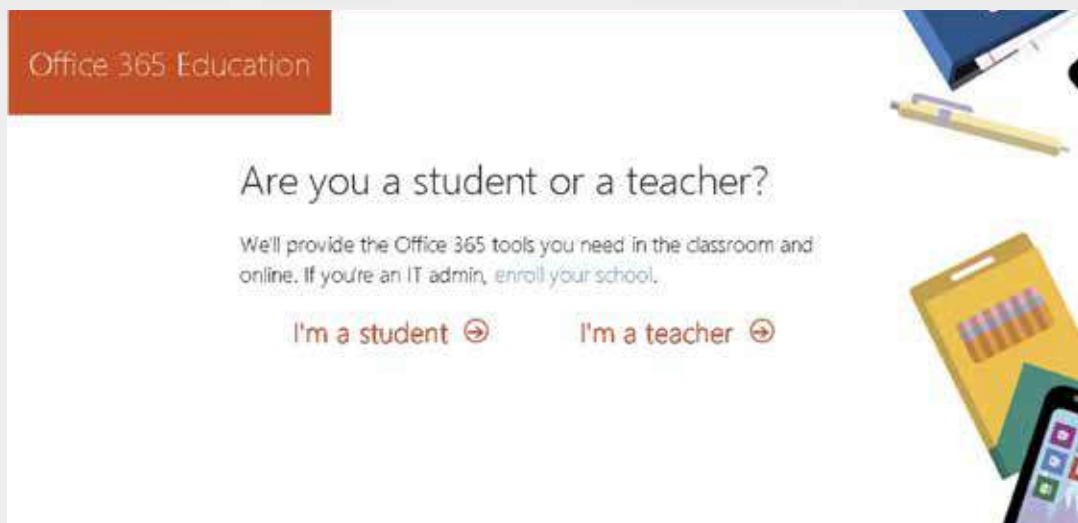 Office 365 Education
Are you a student or a teacher?
We'll provide the Office 365 tools you need in the classroom and
online. If you're an IT admin, enroll your school.
I'm a student
I'm a teacher